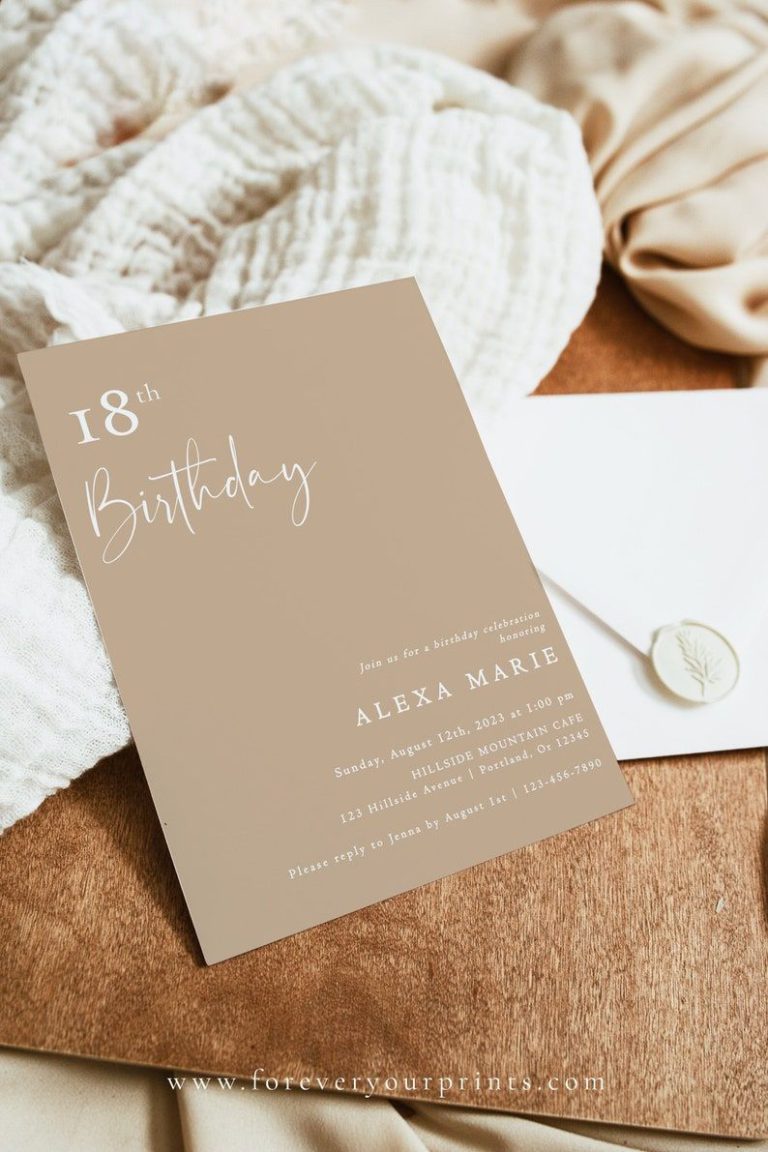 18th
Birthday
Join us for a birthday celebration
honoring
ALEXA MARIE
Sunday, August 12th, 2023 at 1:00 pm
HILLSIDE MOUNTAIN CAFE
123 Hillside Avenue | Portland, Or 12345
Please reply to Jenna by August 1st | 123-456-7890
www.foreveryourprints.com